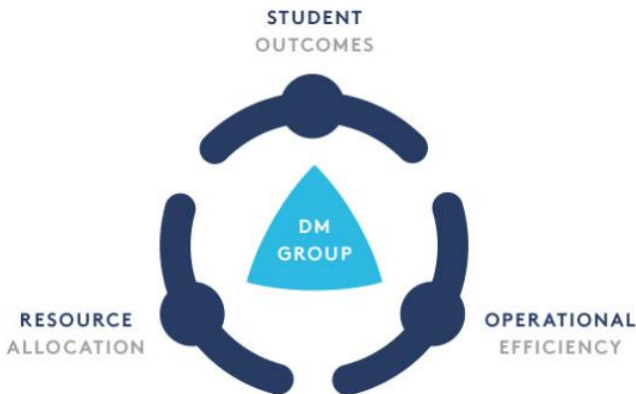 STUDENT
OUTCOMES
DM
GROUP
RESOURCE
ALLOCATION
OPERATIONAL
EFFICIENCY